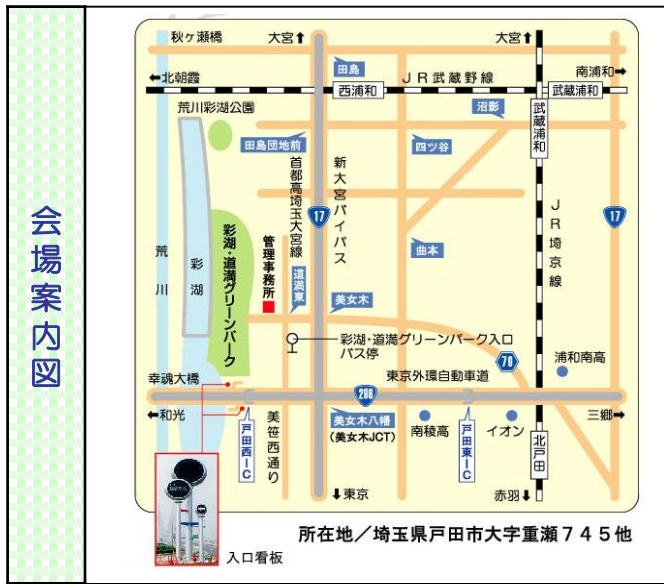 会場案内図
秋ヶ瀬橋
大宮↑
大宮↑
←北朝霞
田島
JR武蔵野線
南浦和→
西浦和
武蔵浦和
荒川彩湖公園
沼影
武蔵浦和
田島団地前
四ツ谷
首都高埼玉大宮線
新大宮バイパス
17
17
JR埼京線
荒川
彩湖
彩湖・道満グリーンパーク
管理事務所
道満東
曲本
美女木
彩湖・道満グリーンパーク入口
バス停
79
浦和南高
幸魂大橋
東京外環自動車道
298
←和光
三郷→
戸田西IC
美笹西通り
美女木八幡
(美女木JCT)
南稜高
戸田東IC
イオン
北戸田
↓東京
赤羽↓
入口看板
所在地／埼玉県戸田市大字重瀬745他